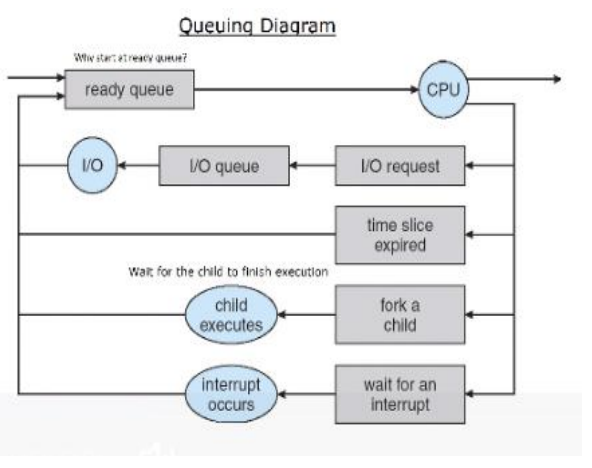 Queuing Diagram
Why start at ready queue?
ready queue
CPU
I/O
I/O queue
I/O request
time slice
expired
Wait for the child to finish execution
child
executes
fork a
child
interrupt
occurs
wait for an
interrupt